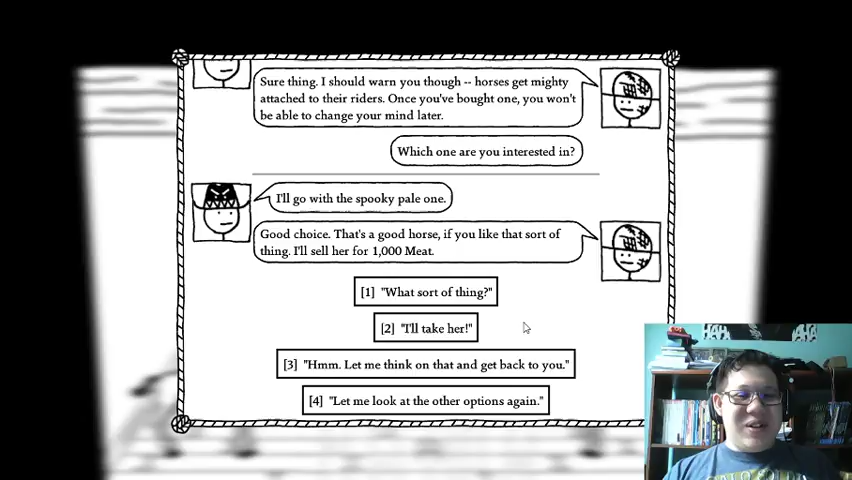 Sure thing. I should warn you though -- horses get mighty
attached to their riders. Once you've bought one, you won't
be able to change your mind later.
Which one are you interested in?
I'll go with the spooky pale one.
Good choice. That's a good horse, if you like that sort of
thing. I'll sell her for 1,000 Meat.
[1] "What sort of thing?"
[2] "I'll take her!"
[3] "Hmm. Let me think on that and get back to you."
[4] "Let me look at the other options again."